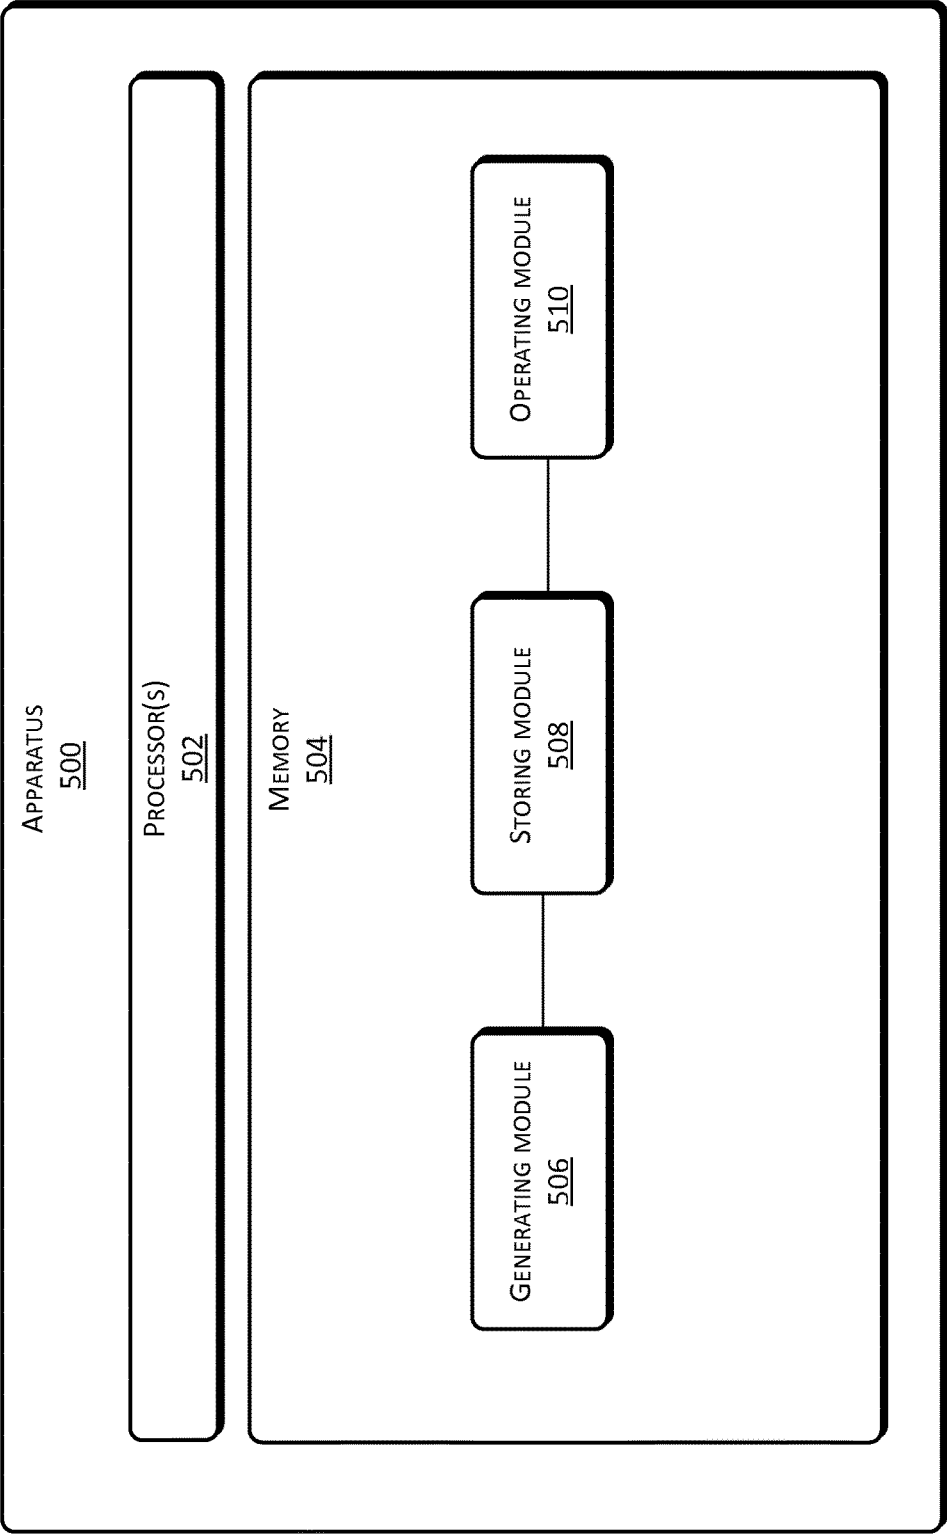 Apparatus
500
Processor(s)
502
Memory
504
Generating module
506
Storing module
508
Operating module
510